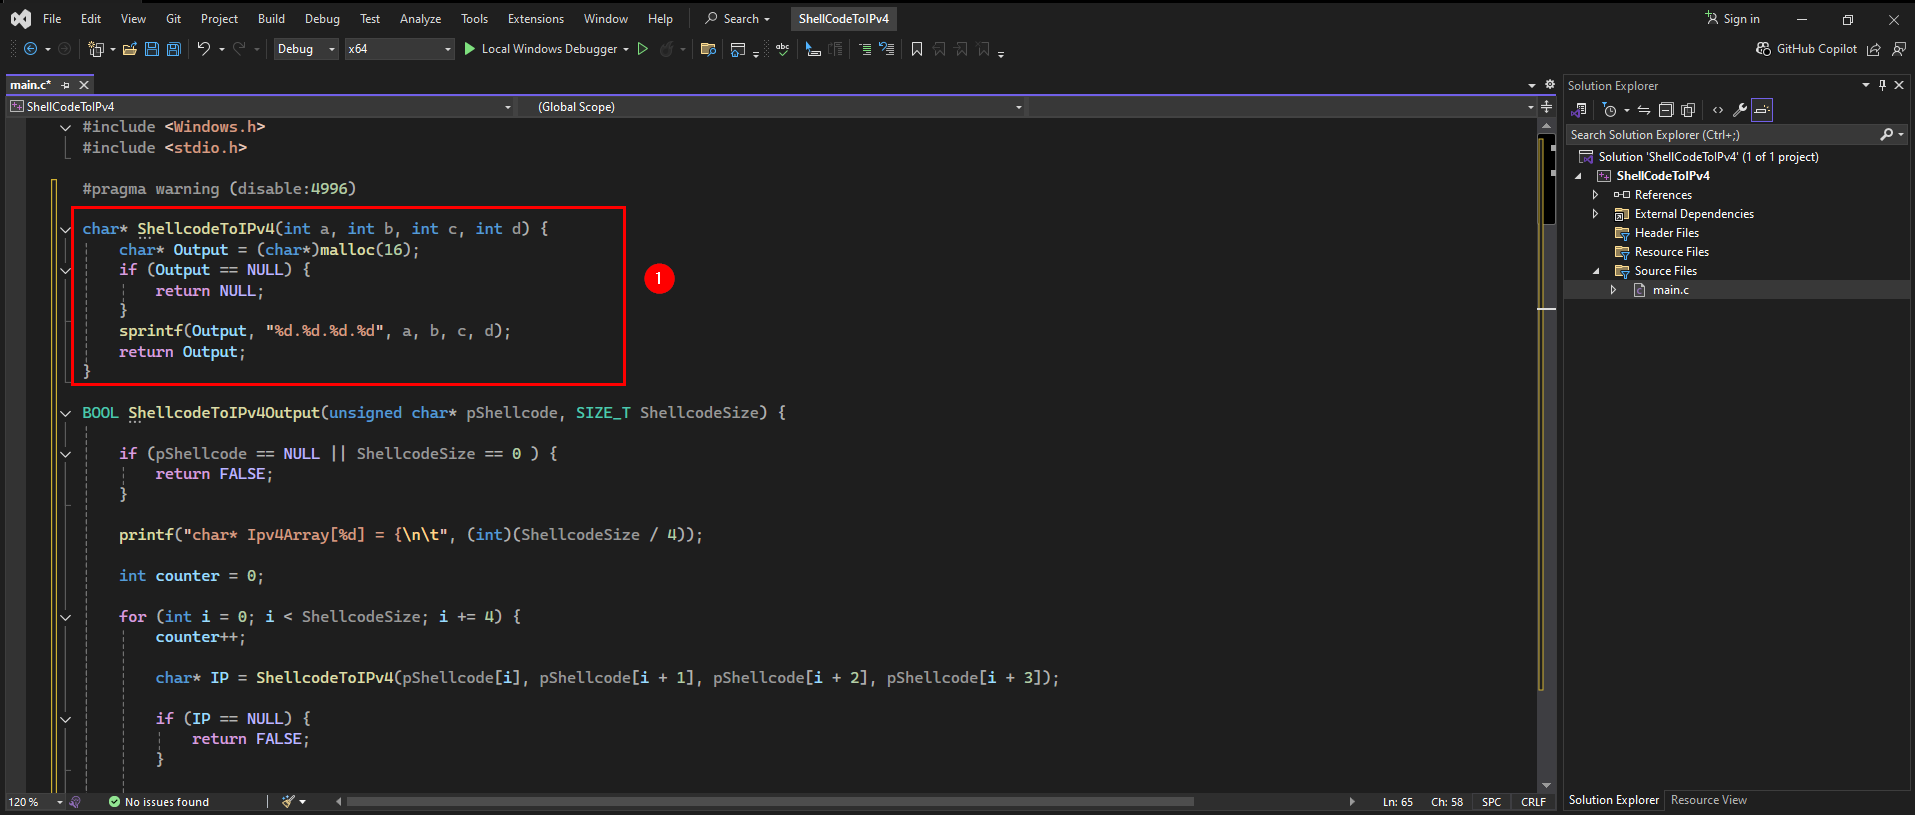 File Edit View Git Project Build Debug Test Analyze Tools Extensions Window Help Search ShellCodeToIPv4 Sign in
Debug x64 Local Windows Debugger abc GitHub Copilot
main.c*
ShellCodeToIPv4 (Global Scope)
#include <Windows.h>
#include <stdio.h>
#pragma warning (disable:4996)
char* ShellcodeToIPv4(int a, int b, int c, int d) {
char* Output = (char*)malloc(16);
if (Output == NULL) {
return NULL;
}
sprintf(Output, "%d.%d.%d.%d", a, b, c, d);
return Output;
}
1
BOOL ShellcodeToIPv4Output(unsigned char* pShellcode, SIZE_T ShellcodeSize) {
if (pShellcode == NULL || ShellcodeSize == 0 ) {
return FALSE;
}
printf("char* Ipv4Array[%d] = {\n\t", (int)(ShellcodeSize / 4));
int counter = 0;
for (int i = 0; i < ShellcodeSize; i += 4) {
counter++;
char* IP = ShellcodeToIPv4(pShellcode[i], pShellcode[i + 1], pShellcode[i + 2], pShellcode[i + 3]);
if (IP == NULL) {
return FALSE;
}
120 % No issues found Ln: 65 Ch: 58 SPC CRLF
Solution Explorer
Search Solution Explorer (Ctrl+;)
Solution 'ShellCodeToIPv4' (1 of 1 project)
ShellCodeToIPv4
References
External Dependencies
Header Files
Resource Files
Source Files
main.c
Solution Explorer Resource View